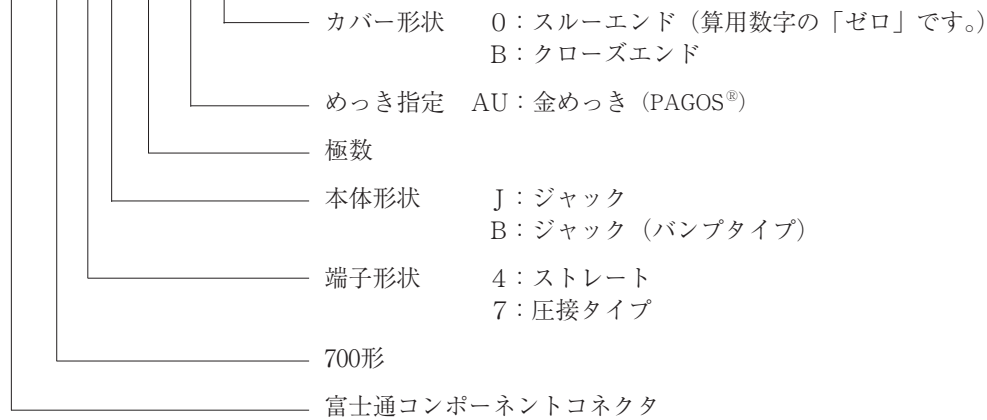 カバー形状　0：スルーエンド（算用数字の「ゼロ」です。）
B：クローズエンド
めっき指定　AU：金めっき（PAGOS®）
極数
本体形状　J：ジャック
B：ジャック（バンプタイプ）
端子形状　4：ストレート
7：圧接タイプ
700形
富士通コンポーネントコネクタ